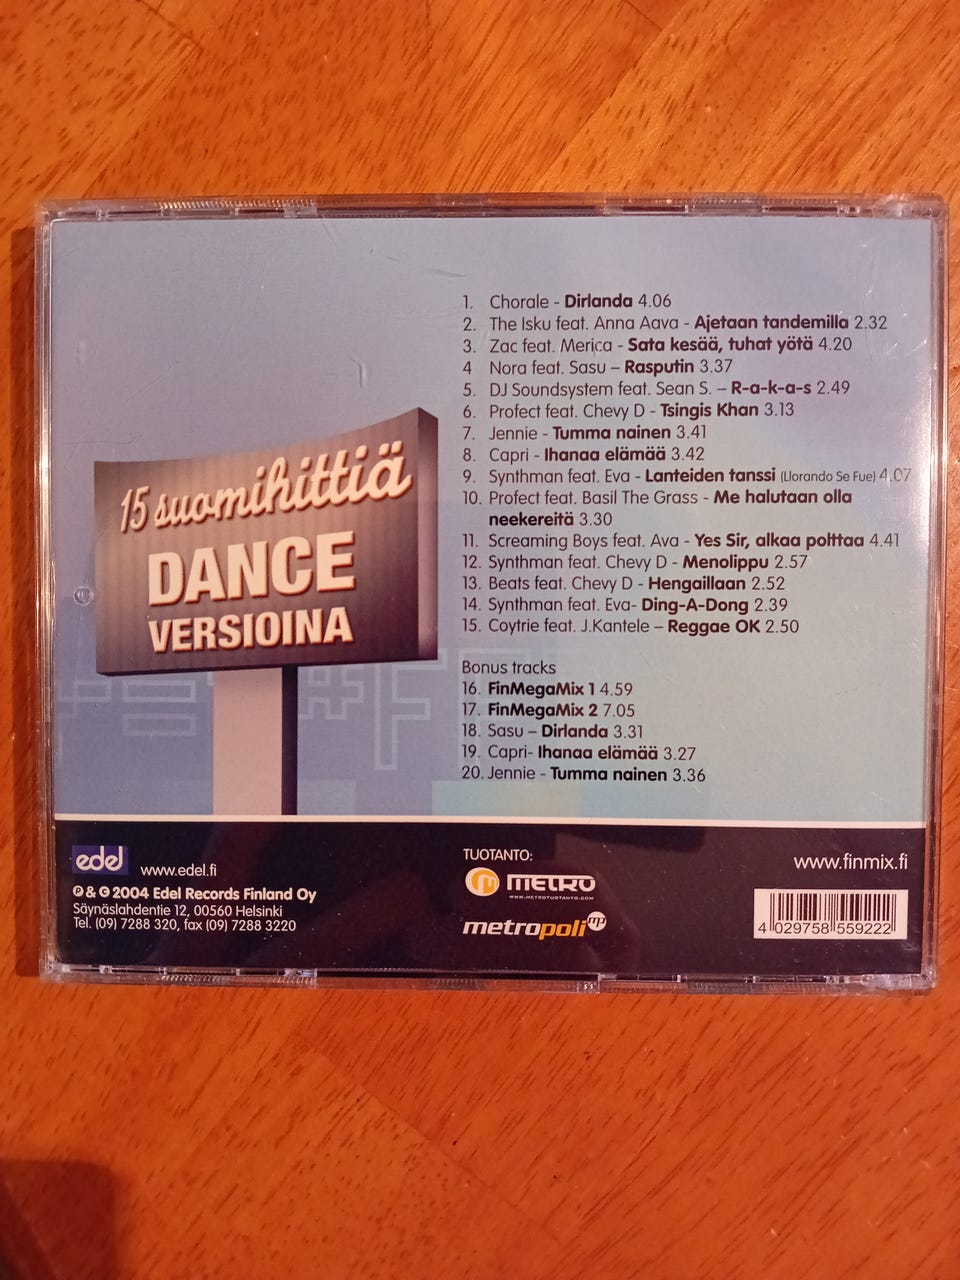 15 suomihittiä
DANCE
VERSIOINA
1. Chorale - Dirlanda 4.06
2. The Isku feat. Anna Aava - Ajetaan tandemilla 2.32
3. Zac feat. Merica - Sata kesää, tuhat yötä 4.20
4 Nora feat. Sasu – Rasputin 3.37
5. DJ Soundsystem feat. Sean S. – R-a-k-a-s 2.49
6. Profect feat. Chevy D - Tsingis Khan 3.13
7. Jennie - Tumma nainen 3.41
8. Capri - Ihanaa elämää 3.42
9. Synthman feat. Eva - Lanteiden tanssi (Llorando Se Fue) 4.07
10. Profect feat. Basil The Grass - Me halutaan olla
neekereitä 3.30
11. Screaming Boys feat. Ava - Yes Sir, alkaa polttaa 4.41
12. Synthman feat. Chevy D - Menolippu 2.57
13. Beats feat. Chevy D - Hengaillaan 2.52
14. Synthman feat. Eva- Ding-A-Dong 2.39
15. Coytrie feat. J.Kantele – Reggae OK 2.50
Bonus tracks
16. FinMegaMix 1 4.59
17. FinMegaMix 2 7.05
18. Sasu – Dirlanda 3.31
19. Capri- Ihanaa elämää 3.27
20. Jennie - Tumma nainen 3.36
edel www.edel.fi
℗ & © 2004 Edel Records Finland Oy
Säynäslahdentie 12, 00560 Helsinki
Tel. (09) 7288 320, fax (09) 7288 3220
TUOTANTO:
METRO
WWW.METROTUOTANTO.COM
metropoli mp
www.finmix.fi
4 029758 559222